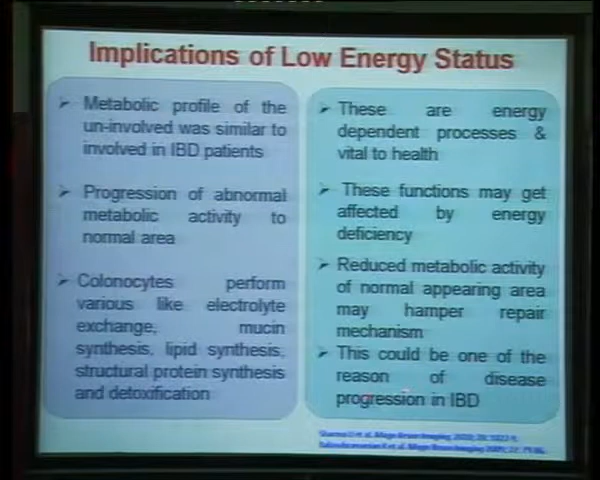 Implications of Low Energy Status
➢ Metabolic profile of the
un-involved was similar to
involved in IBD patients
➢ Progression of abnormal
metabolic activity to
normal area
➢ Colonocytes perform
various like electrolyte
exchange, mucin
synthesis, lipid synthesis,
structural protein synthesis
and detoxification
➢ These are energy
dependent processes &
vital to health
➢ These functions may get
affected by energy
deficiency
➢ Reduced metabolic activity
of normal appearing area
may hamper repair
mechanism
➢ This could be one of the
reason of disease
progression in IBD